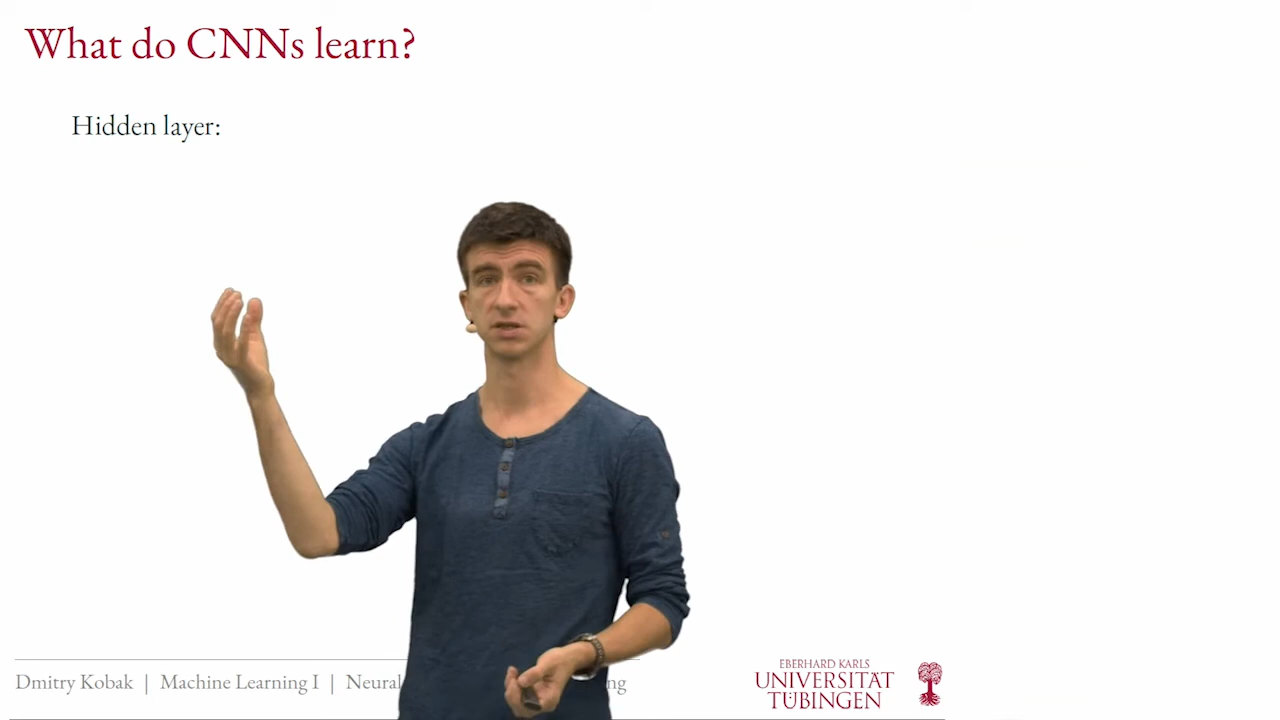 What do CNNs learn?
Hidden layer:
Dmitry Kobak | Machine Learning I | Neural
EBERHARD KARLS
UNIVERSITÄT
TÜBINGEN